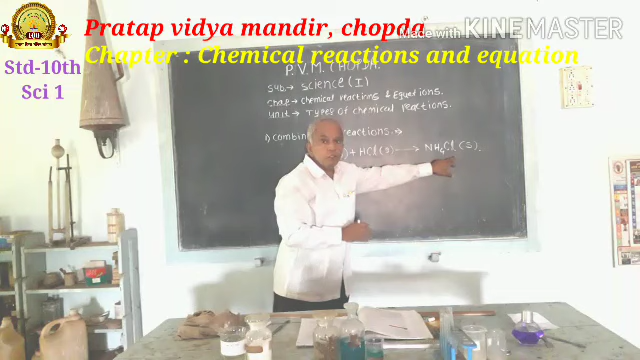 Pratap vidya mandir, chopda
Made with KINEMASTER
Chapter : Chemical reactions and equation
Std-10th
Sci 1
P. V. M. CHOPDA.
Sub. → Science (I)
Chap → Chemical reactions & Equations.
Unit → Types of chemical reactions.
1) Combin reactions →
) + HCl (g) → NH4Cl (s)